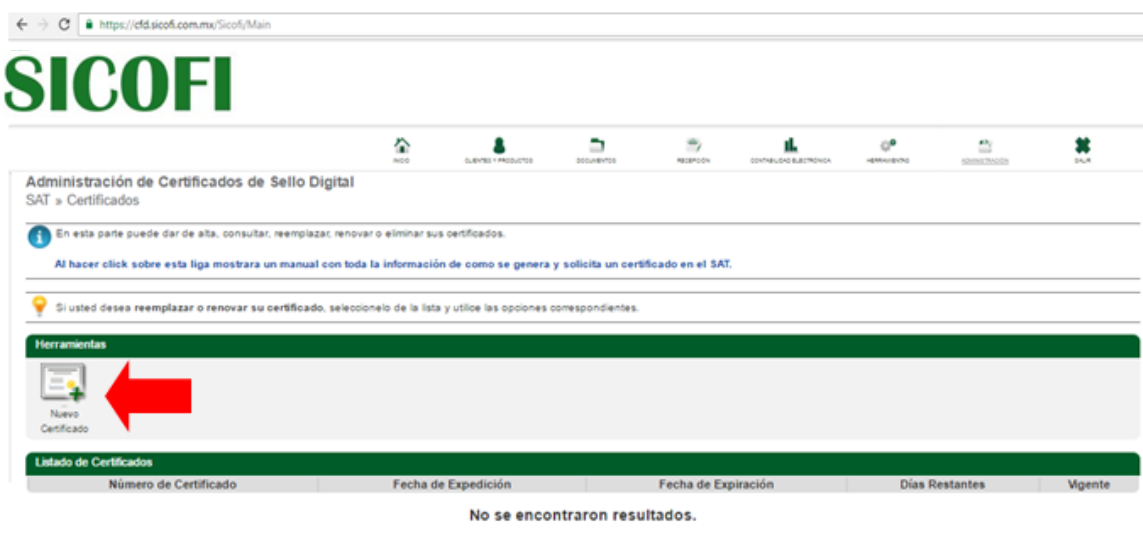 https://cfd.sicofi.com.mx/Sicofi/Main
SICOFI
INICIO CLIENTES Y PRODUCTOS DOCUMENTOS RECEPCIÓN CONTABILIDAD ELECTRÓNICA HERRAMIENTAS ADMINISTRACIÓN SALIR
Administración de Certificados de Sello Digital
SAT » Certificados
En esta parte puede dar de alta, consultar, reemplazar, renovar o eliminar sus certificados.
Al hacer click sobre esta liga mostrara un manual con toda la información de como se genera y solicita un certificado en el SAT.
Si usted desea reemplazar o renovar su certificado, seleccionelo de la lista y utilice las opciones correspondientes.
Herramientas
Nuevo
Certificado
Listado de Certificados
Número de Certificado Fecha de Expedición Fecha de Expiración Días Restantes Vigente
No se encontraron resultados.